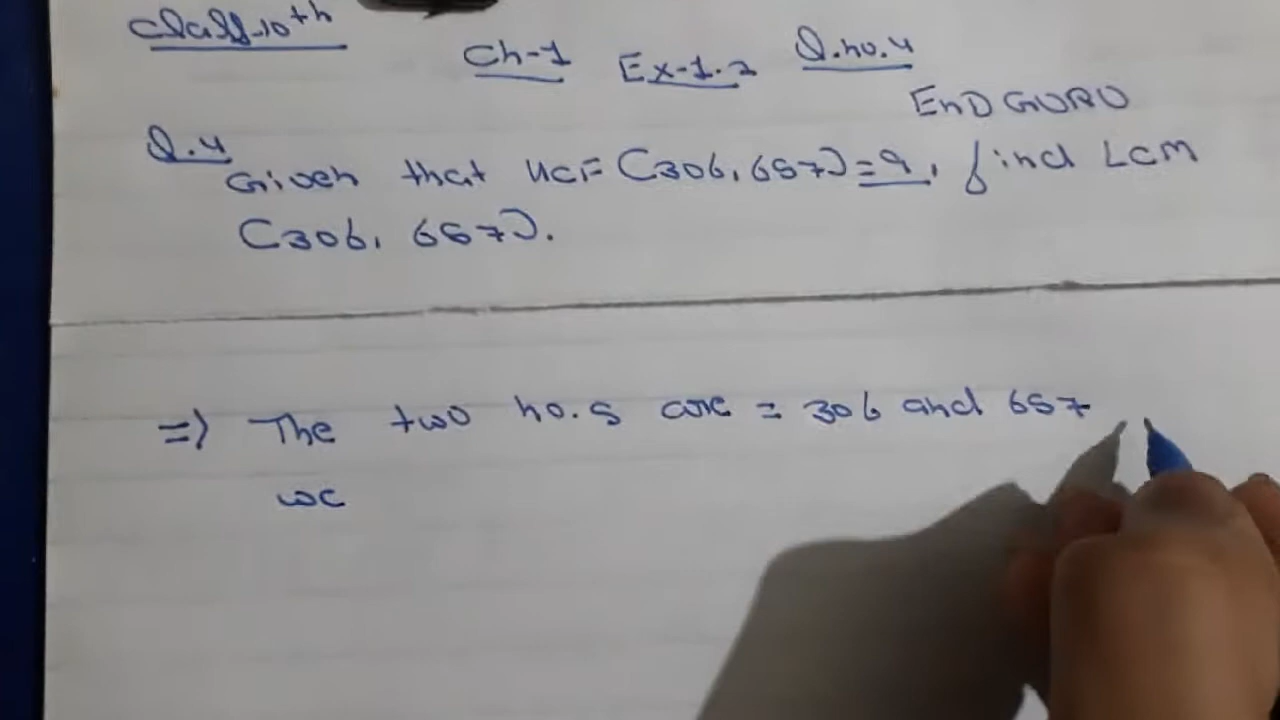 Class-10th
Ch-1 Ex-1.2 Q.no.4
END GURU
Q.4
Given that HCF (306, 657) = 9, find LCM
(306, 657).
=> The two no.s are = 306 and 657
we